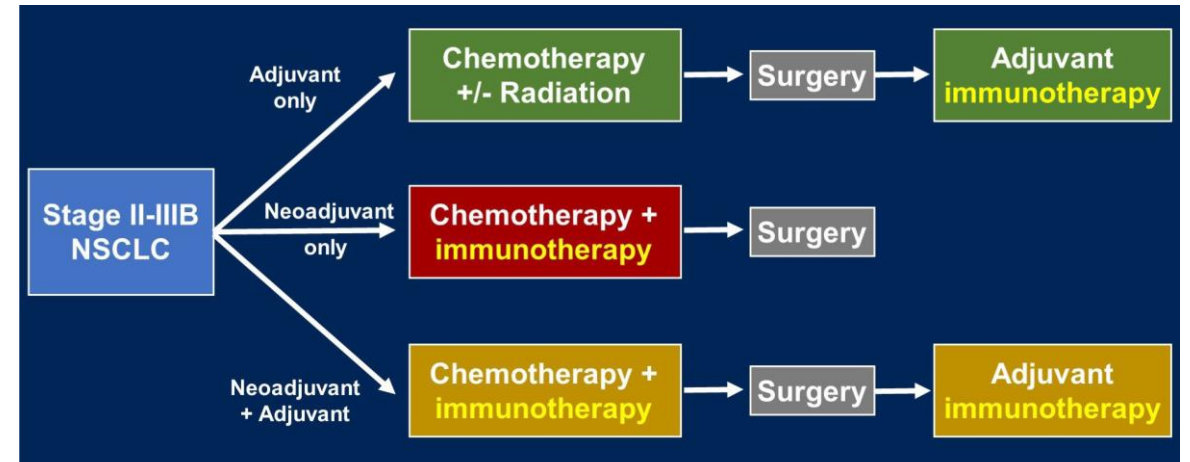 Stage II-IIIB
NSCLC
Adjuvant
only
Chemotherapy
+/- Radiation
Surgery
Adjuvant
immunotherapy
Neoadjuvant
only
Chemotherapy +
immunotherapy
Surgery
Neoadjuvant
+ Adjuvant
Chemotherapy +
immunotherapy
Surgery
Adjuvant
immunotherapy